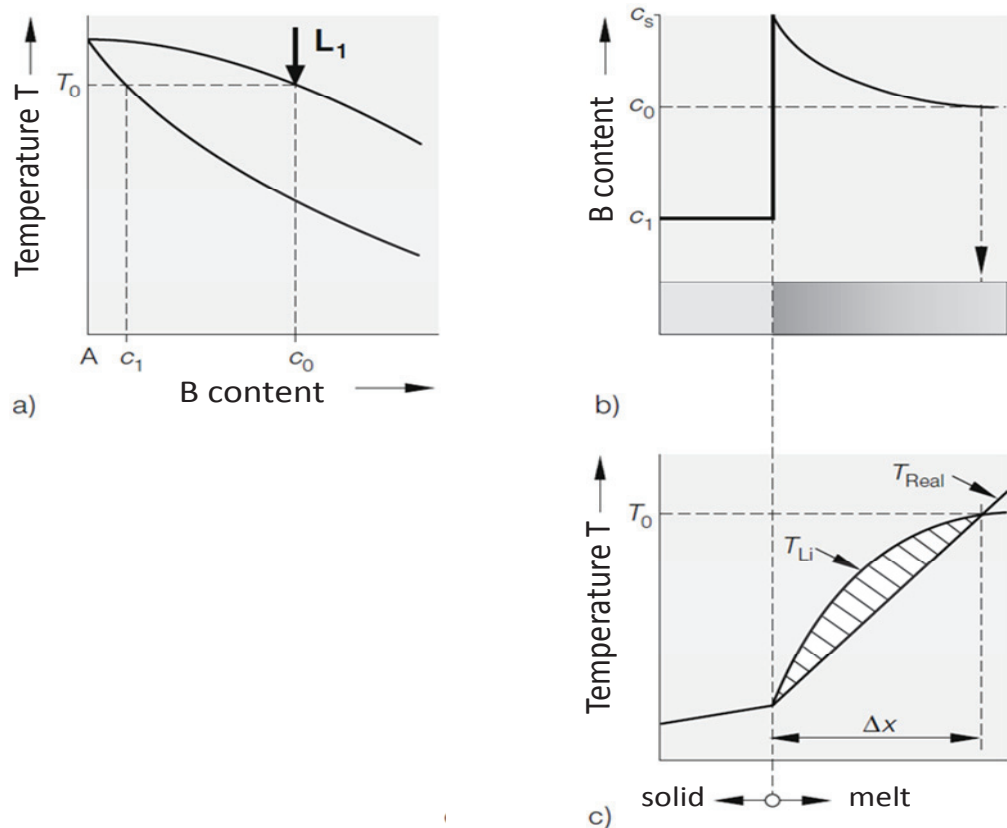 Temperature T
T0
L1
A
c1
c0
B content
a)
B content
cs
c0
c1
b)
Temperature T
T0
TReal
TLi
Δx
solid
melt
c)